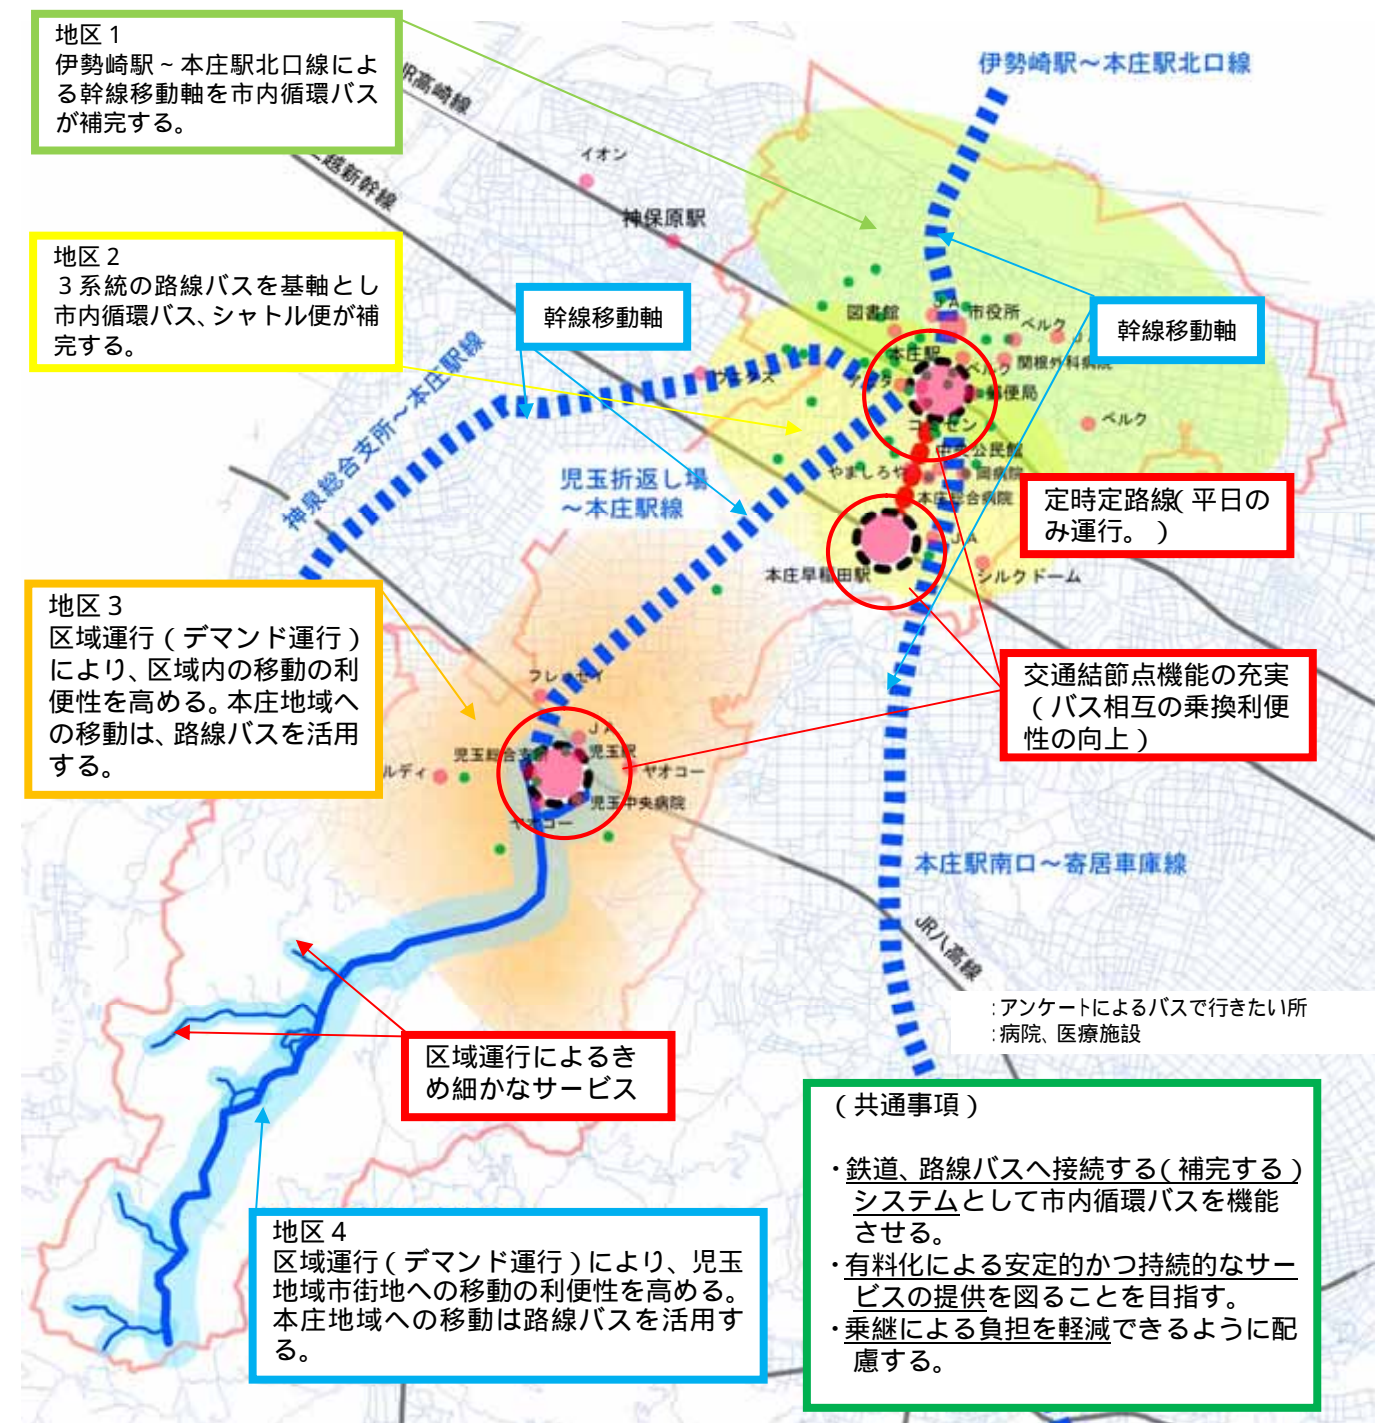 地区１
伊勢崎駅～本庄駅北口線によ
る幹線移動軸を市内循環バス
が補完する。
JR高崎線
越新幹線
伊勢崎駅～本庄駅北口線
イオン
神保原駅
地区２
３系統の路線バスを基軸とし
市内循環バス、シャトル便が補
完する。
幹線移動軸
幹線移動軸
図書館
ＪＡ
市役所
ベルク
Ｊ
本庄駅
ベルク
関根外科病院
郵便局
ベルク
中央公民館
やましろや
岡病院
本庄総合病院
神泉総合支所～本庄駅線
児玉折返し場
～本庄駅線
定時定路線（平日の
み運行。）
ＪＡ
本庄早稲田駅
シルクドーム
地区３
区域運行（デマンド運行）
により、区域内の移動の利
便性を高める。本庄地域へ
の移動は、路線バスを活用
する。
交通結節点機能の充実
（バス相互の乗換利便
性の向上）
フレッセイ
ＪＡ
児玉総合支所
児玉駅
ルディ
ヤオコー
児玉中央病院
ヤオコー
本庄駅南口～寄居車庫線
JR八高線
：アンケートによるバスで行きたい所
：病院、医療施設
区域運行によるき
め細かなサービス
（共通事項）
・鉄道、路線バスへ接続する（補完する）
システムとして市内循環バスを機能
させる。
・有料化による安定的かつ持続的なサー
ビスの提供を図ることを目指す。
・乗継による負担を軽減できるように配
慮する。
地区４
区域運行（デマンド運行）により、児玉
地域市街地への移動の利便性を高める。
本庄地域への移動は路線バスを活用す
る。